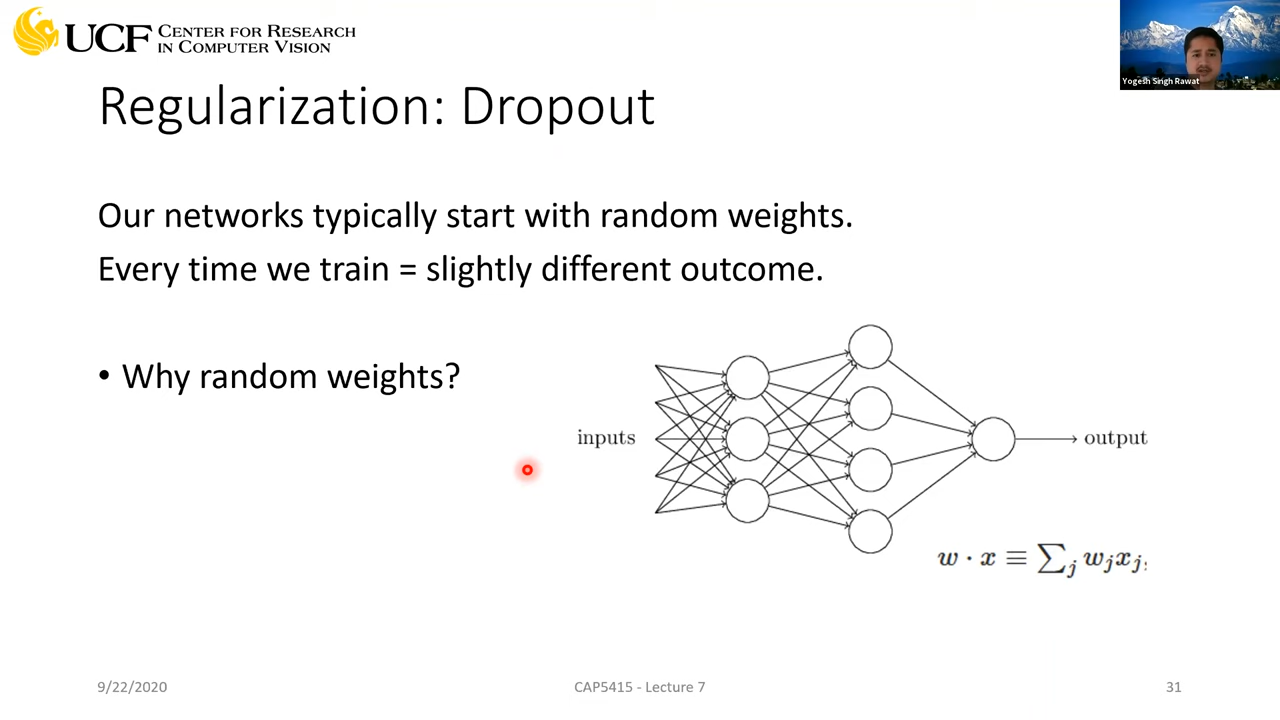 UCF CENTER FOR RESEARCH
IN COMPUTER VISION
Yogesh Singh Rawat
Regularization: Dropout
Our networks typically start with random weights.
Every time we train = slightly different outcome.
• Why random weights?
inputs
output
w · x ≡ ∑j wjxj;
9/22/2020
CAP5415 - Lecture 7
31